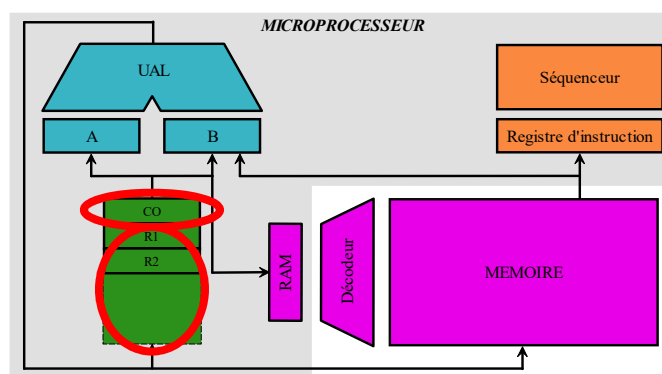 MICROPROCESSEUR
UAL
Séquenceur
A
B
Registre d'instruction
CO
R1
R2
RAM
Décodeur
MEMOIRE